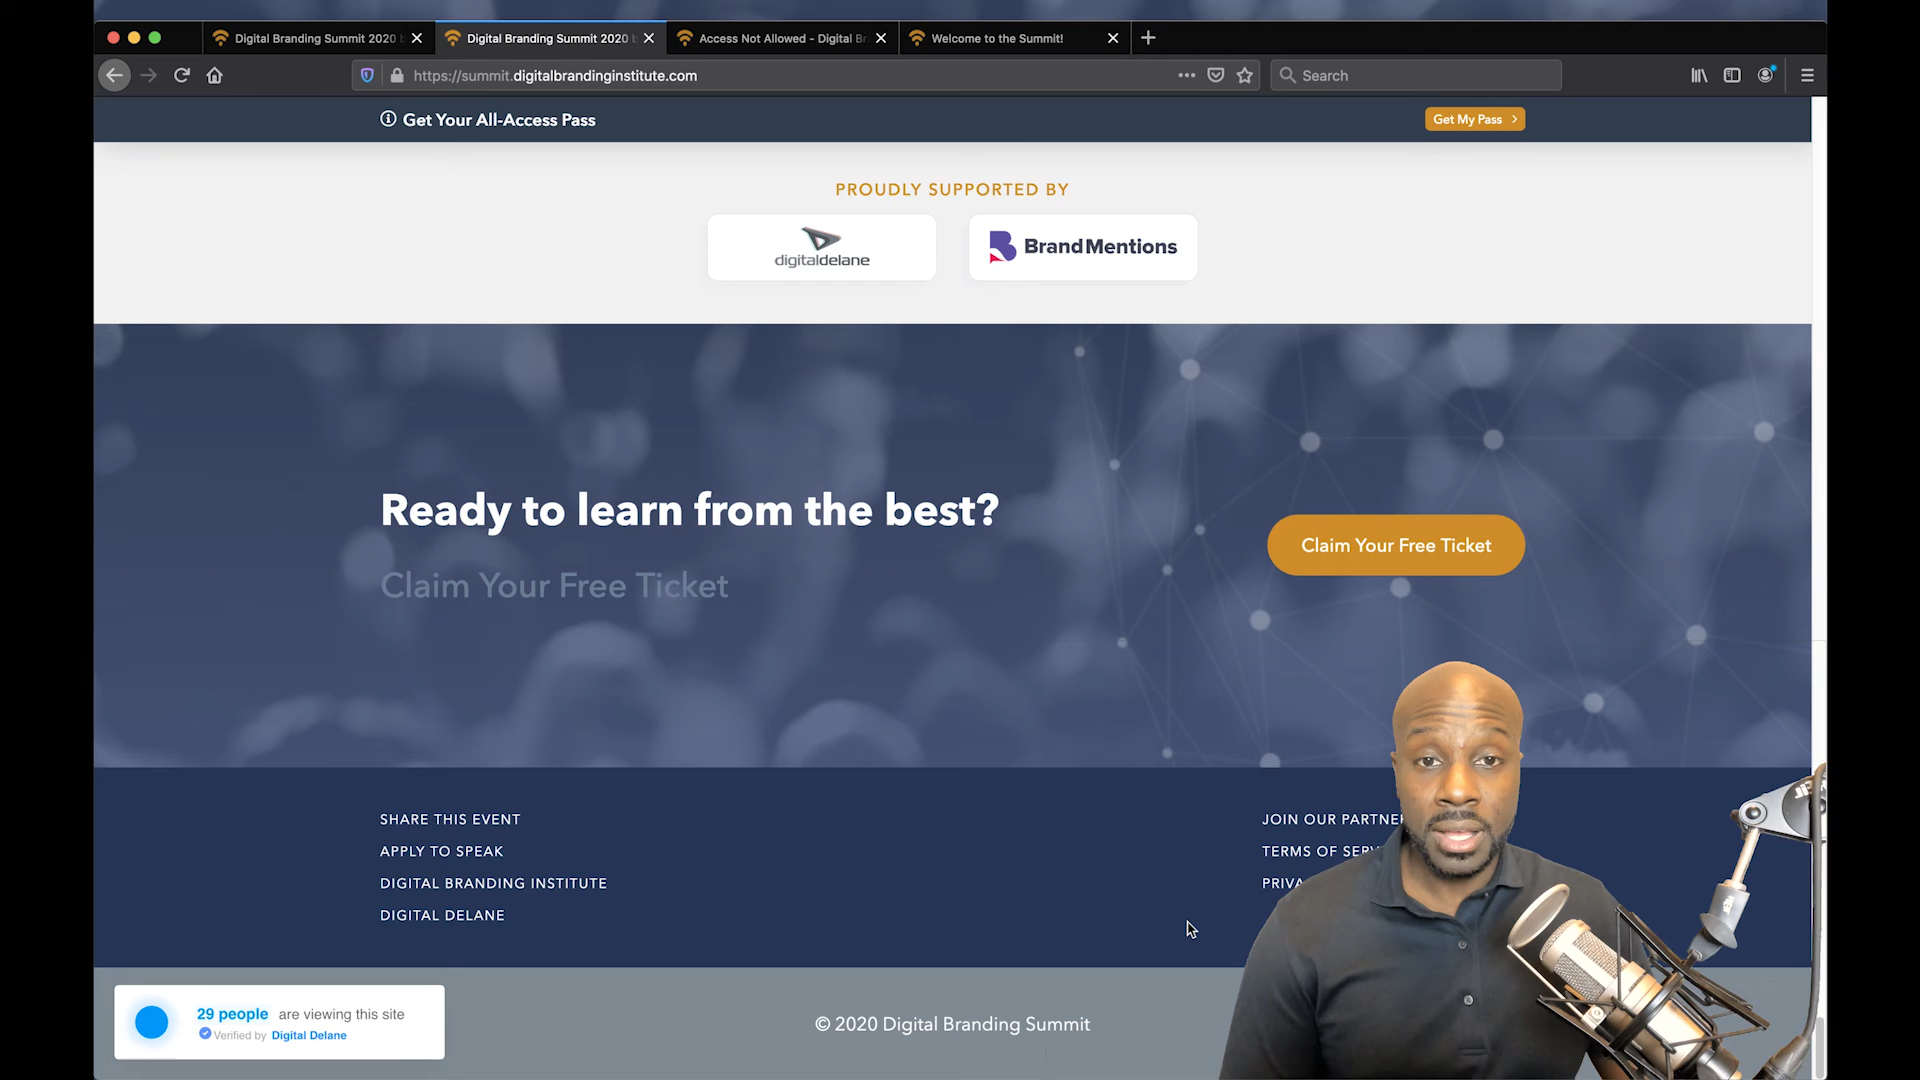 Digital Branding Summit 2020
Digital Branding Summit 2020
Access Not Allowed - Digital
Welcome to the Summit!
https://summit.digitalbrandinginstitute.com
Search
Get Your All-Access Pass
Get My Pass
PROUDLY SUPPORTED BY
digitaldelane
BrandMentions
Ready to learn from the best?
Claim Your Free Ticket
Claim Your Free Ticket
SHARE THIS EVENT
JOIN OUR
APPLY TO SPEAK
TERMS OF
DIGITAL BRANDING INSTITUTE
DIGITAL DELANE
29 people are viewing this site
Verified by Digital Delane
© 2020 Digital Branding Summit